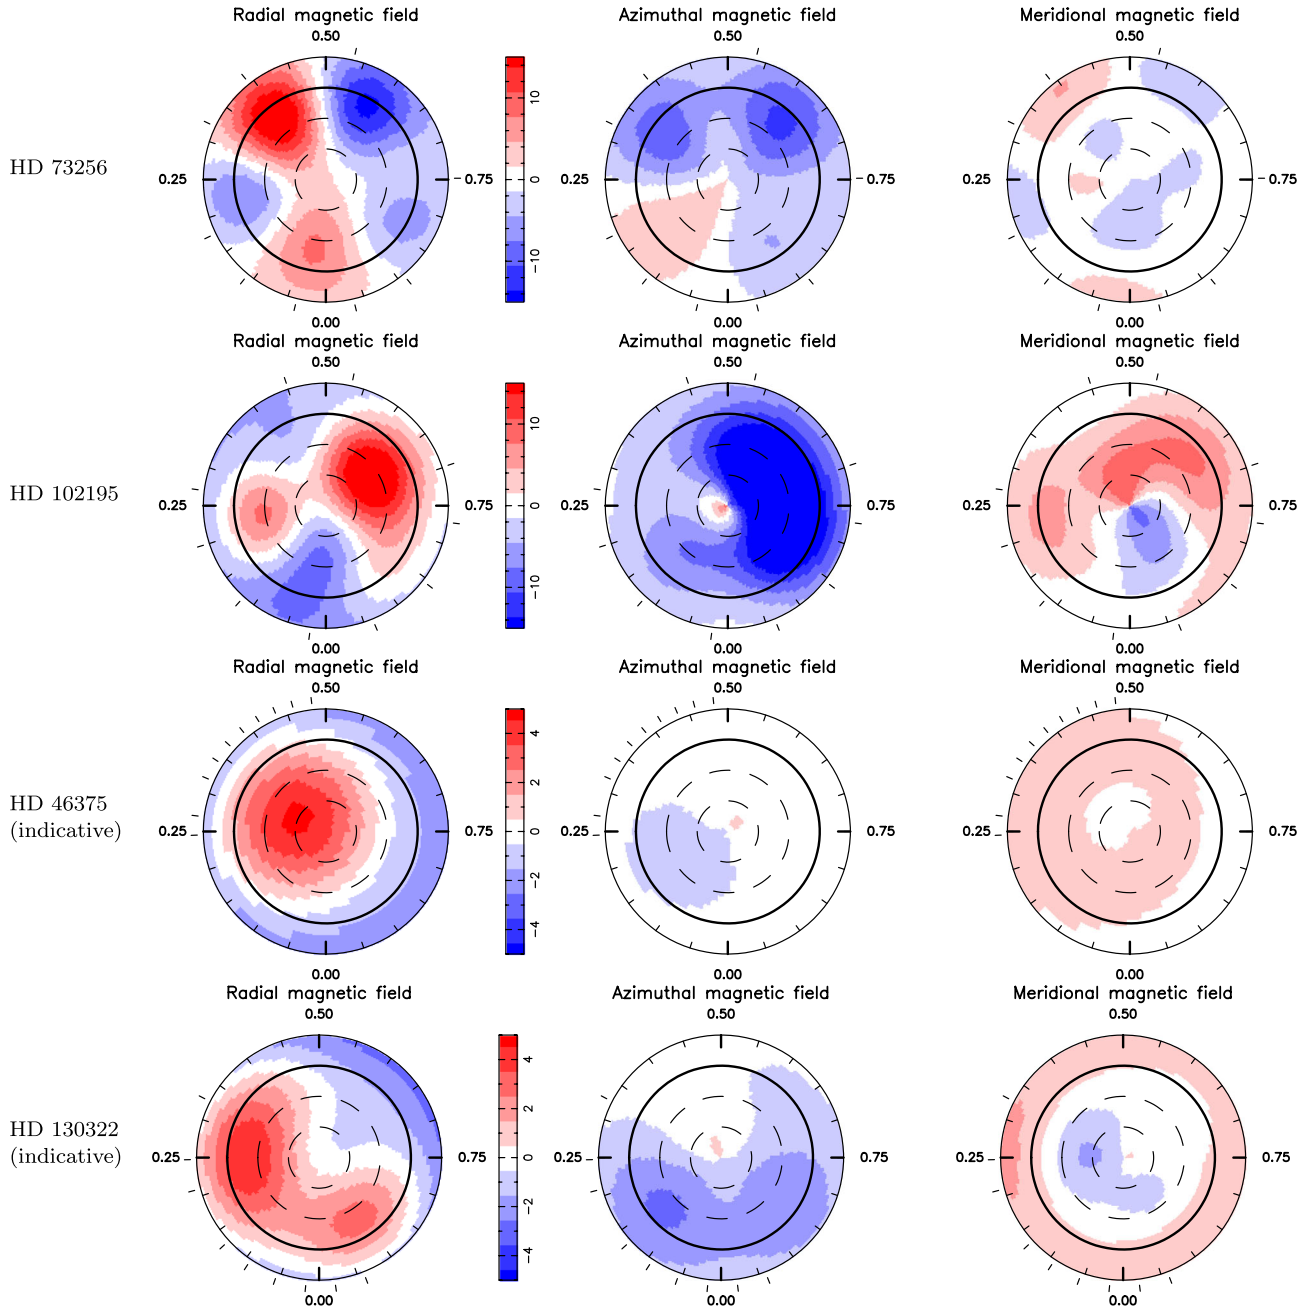 Radial magnetic field Azimuthal magnetic field Meridional magnetic field
0.50 0.50 0.50
HD 73256
0.25 0.75 0.25 0.75 0.25 0.75
10 0 −10
0.00 0.00 0.00
Radial magnetic field Azimuthal magnetic field Meridional magnetic field
0.50 0.50 0.50
HD 102195
0.25 0.75 0.25 0.75 0.25 0.75
10 0 −10
0.00 0.00 0.00
Radial magnetic field Azimuthal magnetic field Meridional magnetic field
0.50 0.50 0.50
HD 46375
(indicative)
0.25 0.75 0.25 0.75 0.25 0.75
4 2 0 −2 −4
0.00 0.00 0.00
Radial magnetic field Azimuthal magnetic field Meridional magnetic field
0.50 0.50 0.50
HD 130322
(indicative)
0.25 0.75 0.25 0.75 0.25 0.75
4 2 0 −2 −4
0.00 0.00 0.00